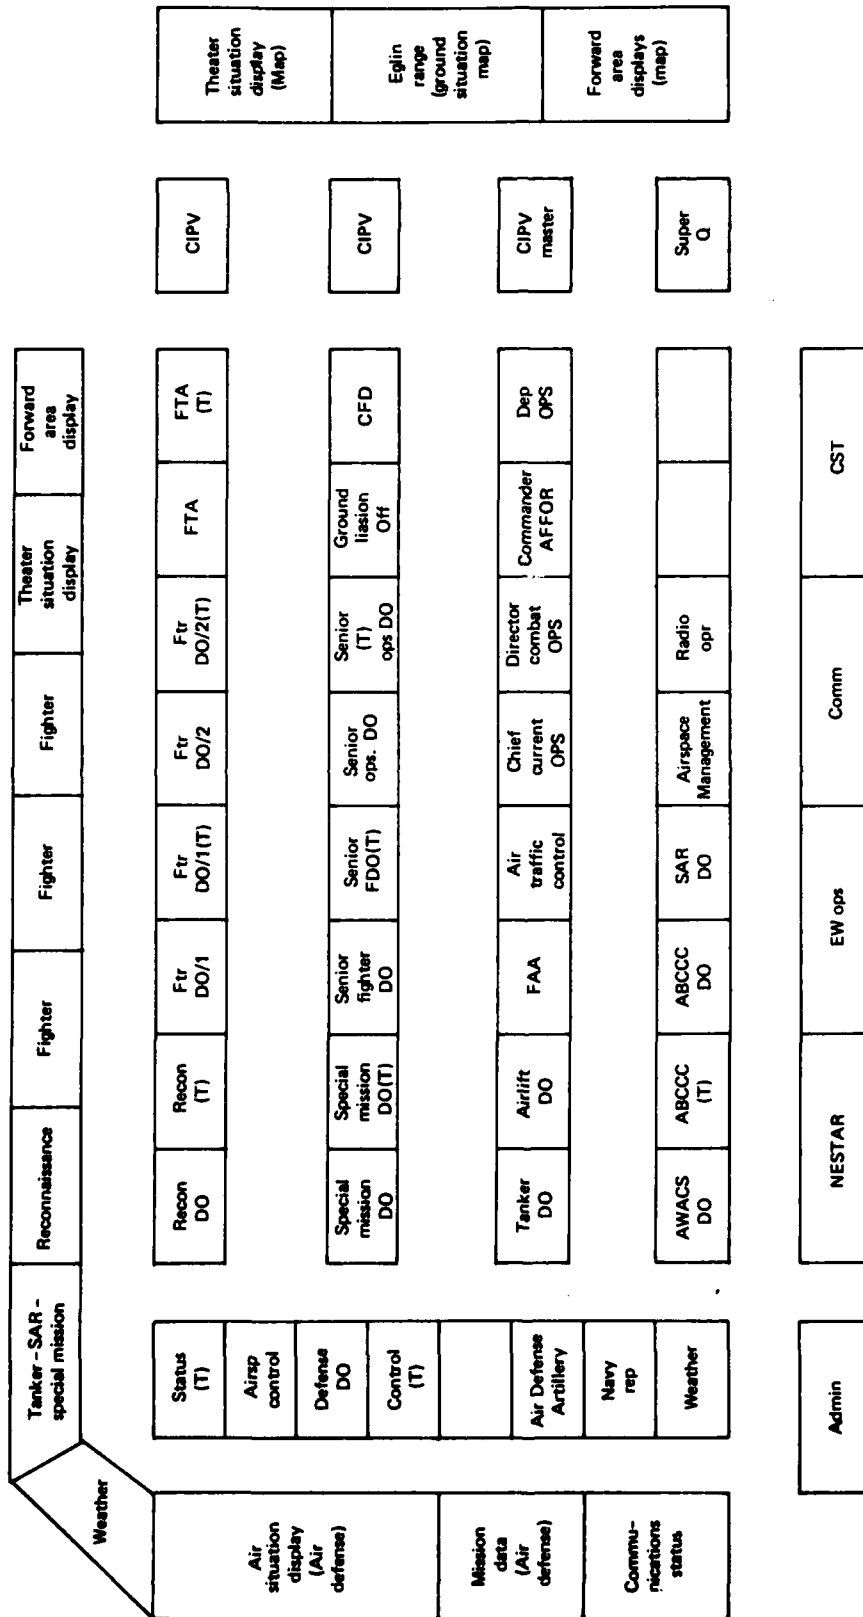 Tanker – SAR –
special mission
Reconnaissance
Fighter
Fighter
Fighter
Theater
situation
display
Forward
area
display
Weather
Air
situation
display
(Air
defense)
Mission
data
(Air
defense)
Commu-
nications
status
Status
(T)
Airsp
control
Defense
DO
Control
(T)
Air Defense
Artillery
Navy
rep
Weather
Recon
DO
Recon
(T)
Ftr
DO/1
Ftr
DO/1(T)
Ftr
DO/2
Ftr
DO/2(T)
FTA
FTA
(T)
CIPV
Special
mission
DO
Special
mission
DO(T)
Senior
fighter
DO
Senior
FDO(T)
Senior
ops. DO
Senior
(T)
ops DO
Ground
liasion
Off
CFD
CIPV
Tanker
DO
Airlift
DO
FAA
Air
traffic
control
Chief
current
OPS
Director
combat
OPS
Commander
AFFOR
Dep
OPS
CIPV
master
AWACS
DO
ABCCC
(T)
ABCCC
DO
SAR
DO
Airspace
Management
Radio
opr
Super
Q
Theater
situation
display
(Map)
Eglin
range
(ground
situation
map)
Forward
area
displays
(map)
Admin
NESTAR
EW ops
Comm
CST